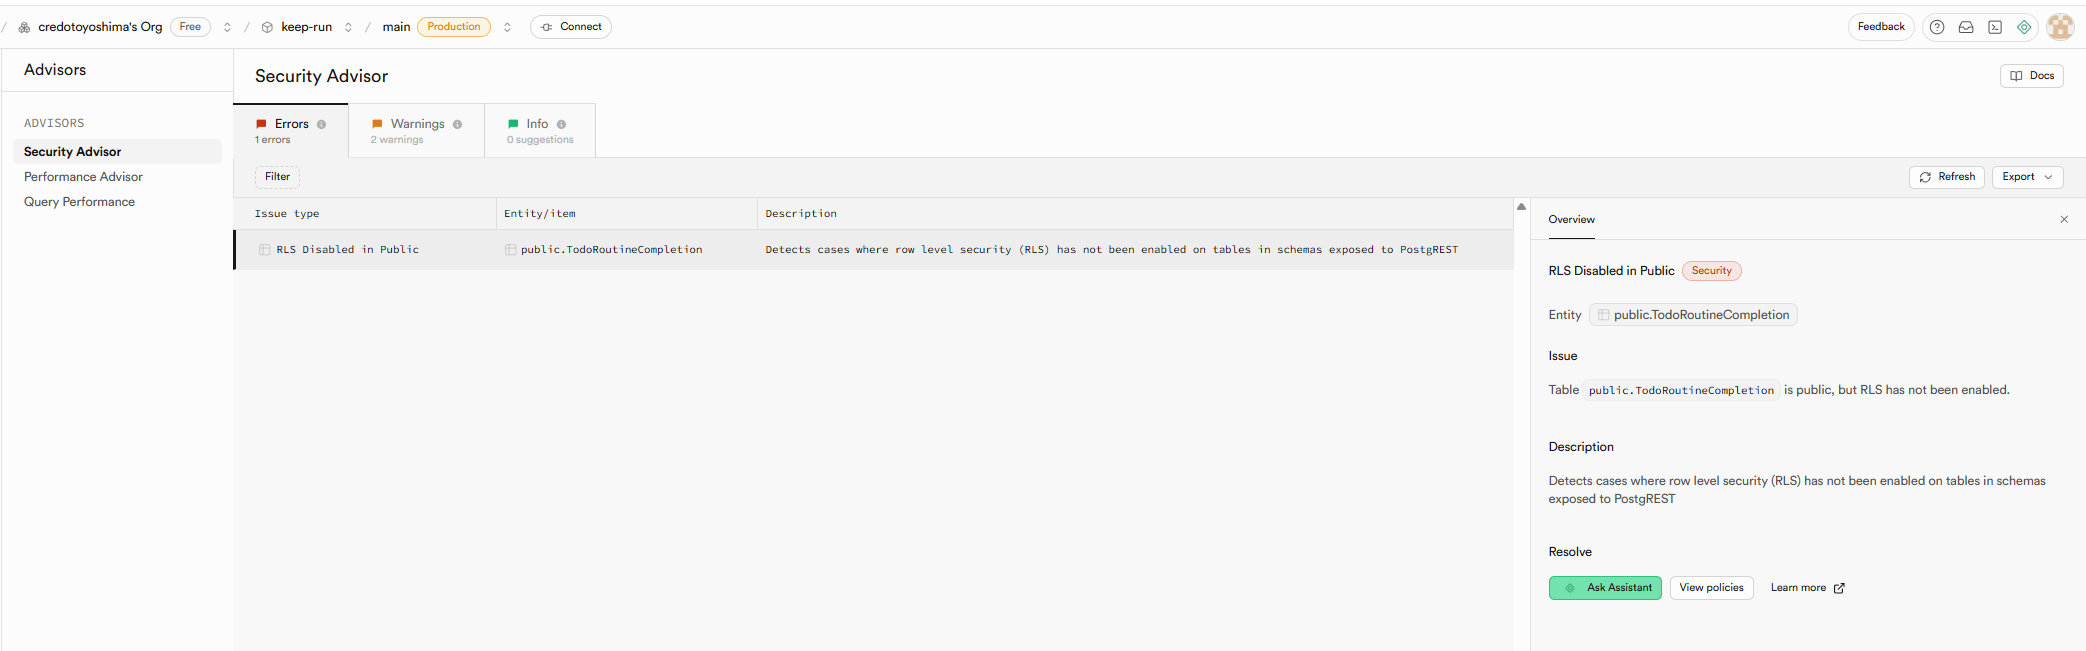 / credotoyoshima's Org Free / keep-run / main Production Connect Feedback
Advisors
ADVISORS
Security Advisor
Performance Advisor
Query Performance
Security Advisor
Docs
Errors
1 errors
Warnings
2 warnings
Info
0 suggestions
Filter
Refresh
Export
Issue type Entity/item Description
RLS Disabled in Public public.TodoRoutineCompletion Detects cases where row level security (RLS) has not been enabled on tables in schemas exposed to PostgREST
Overview
RLS Disabled in Public Security
Entity public.TodoRoutineCompletion
Issue
Table public.TodoRoutineCompletion is public, but RLS has not been enabled.
Description
Detects cases where row level security (RLS) has not been enabled on tables in schemas
exposed to PostgREST
Resolve
Ask Assistant View policies Learn more